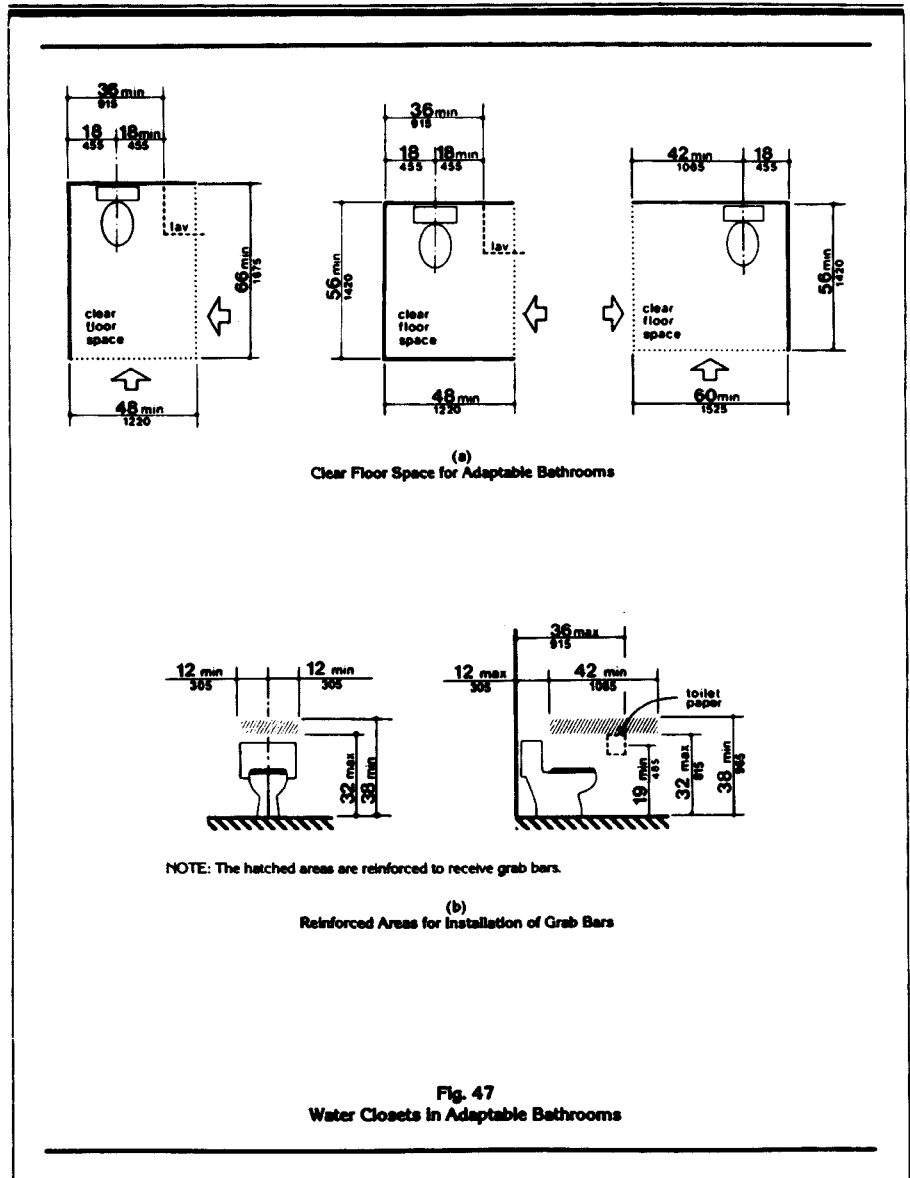 36 min
915
18
455
18 min
455
lav
66 min
1675
clear
floor
space
48 min
1220
36 min
915
18
455
18 min
455
lav
56 min
1420
clear
floor
space
48 min
1220
42 min
1065
18
455
clear
floor
space
56 min
1420
60 min
1525
(a)
Clear Floor Space for Adaptable Bathrooms
12 min
305
12 min
305
32 max
38 min
36 max
915
12 max
305
42 min
1065
toilet
paper
19 min
485
32 max
815
38 min
965
NOTE: The hatched areas are reinforced to receive grab bars.
(b)
Reinforced Areas for Installation of Grab Bars
Fig. 47
Water Closets in Adaptable Bathrooms